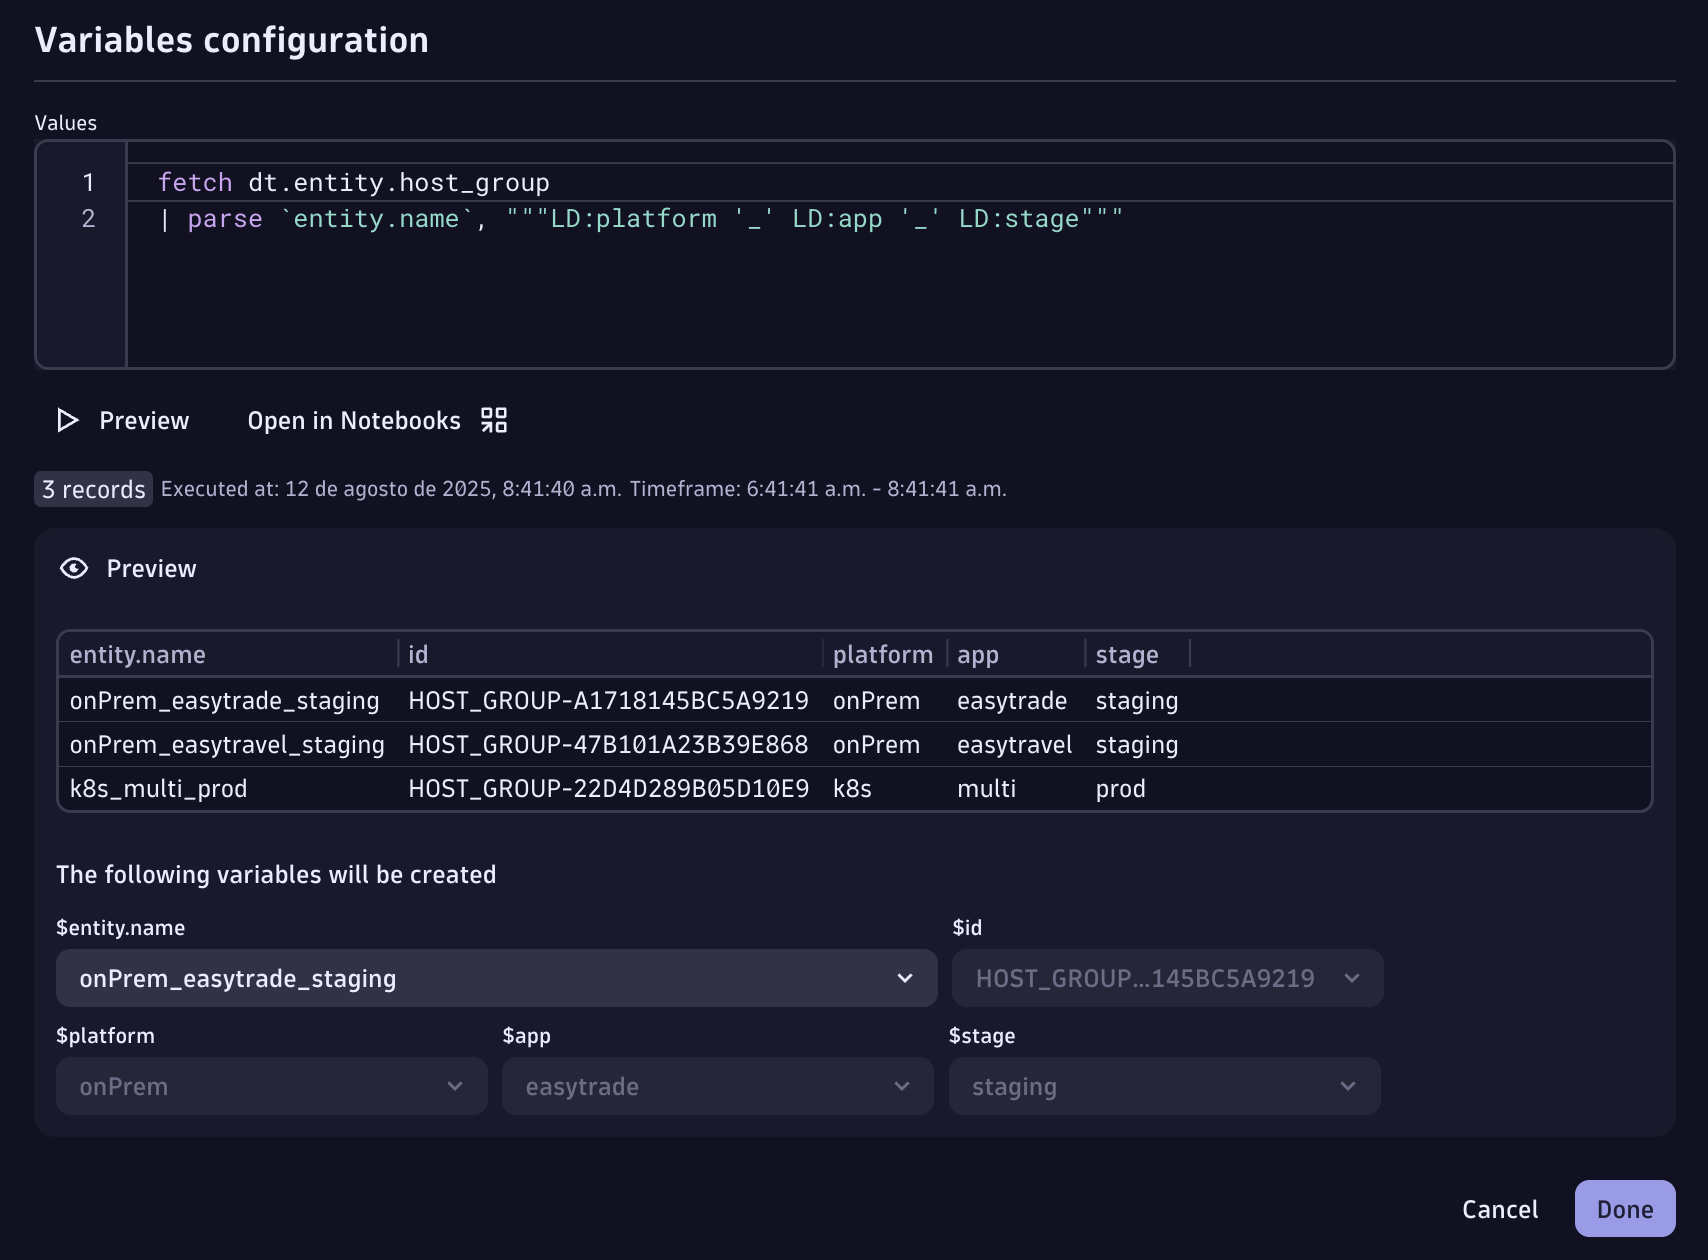 Variables configuration
Values
1 fetch dt.entity.host_group
2 | parse `entity.name`, """LD:platform '_' LD:app '_' LD:stage"""
Preview Open in Notebooks
3 records Executed at: 12 de agosto de 2025, 8:41:40 a.m. Timeframe: 6:41:41 a.m. - 8:41:41 a.m.
Preview
entity.name id platform app stage
onPrem_easytrade_staging HOST_GROUP-A1718145BC5A9219 onPrem easytrade staging
onPrem_easytravel_staging HOST_GROUP-47B101A23B39E868 onPrem easytravel staging
k8s_multi_prod HOST_GROUP-22D4D289B05D10E9 k8s multi prod
The following variables will be created
$entity.name $id
onPrem_easytrade_staging HOST_GROUP...145BC5A9219
$platform $app $stage
onPrem easytrade staging
Cancel Done